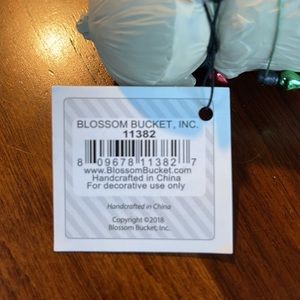 BLOSSOM BUCKET, INC.
11382
8 09678 11382 7
www.BlossomBucket.com
Handcrafted in China
For decorative use only
Handcrafted in China
Copyright ©2018
Blossom Bucket, Inc.